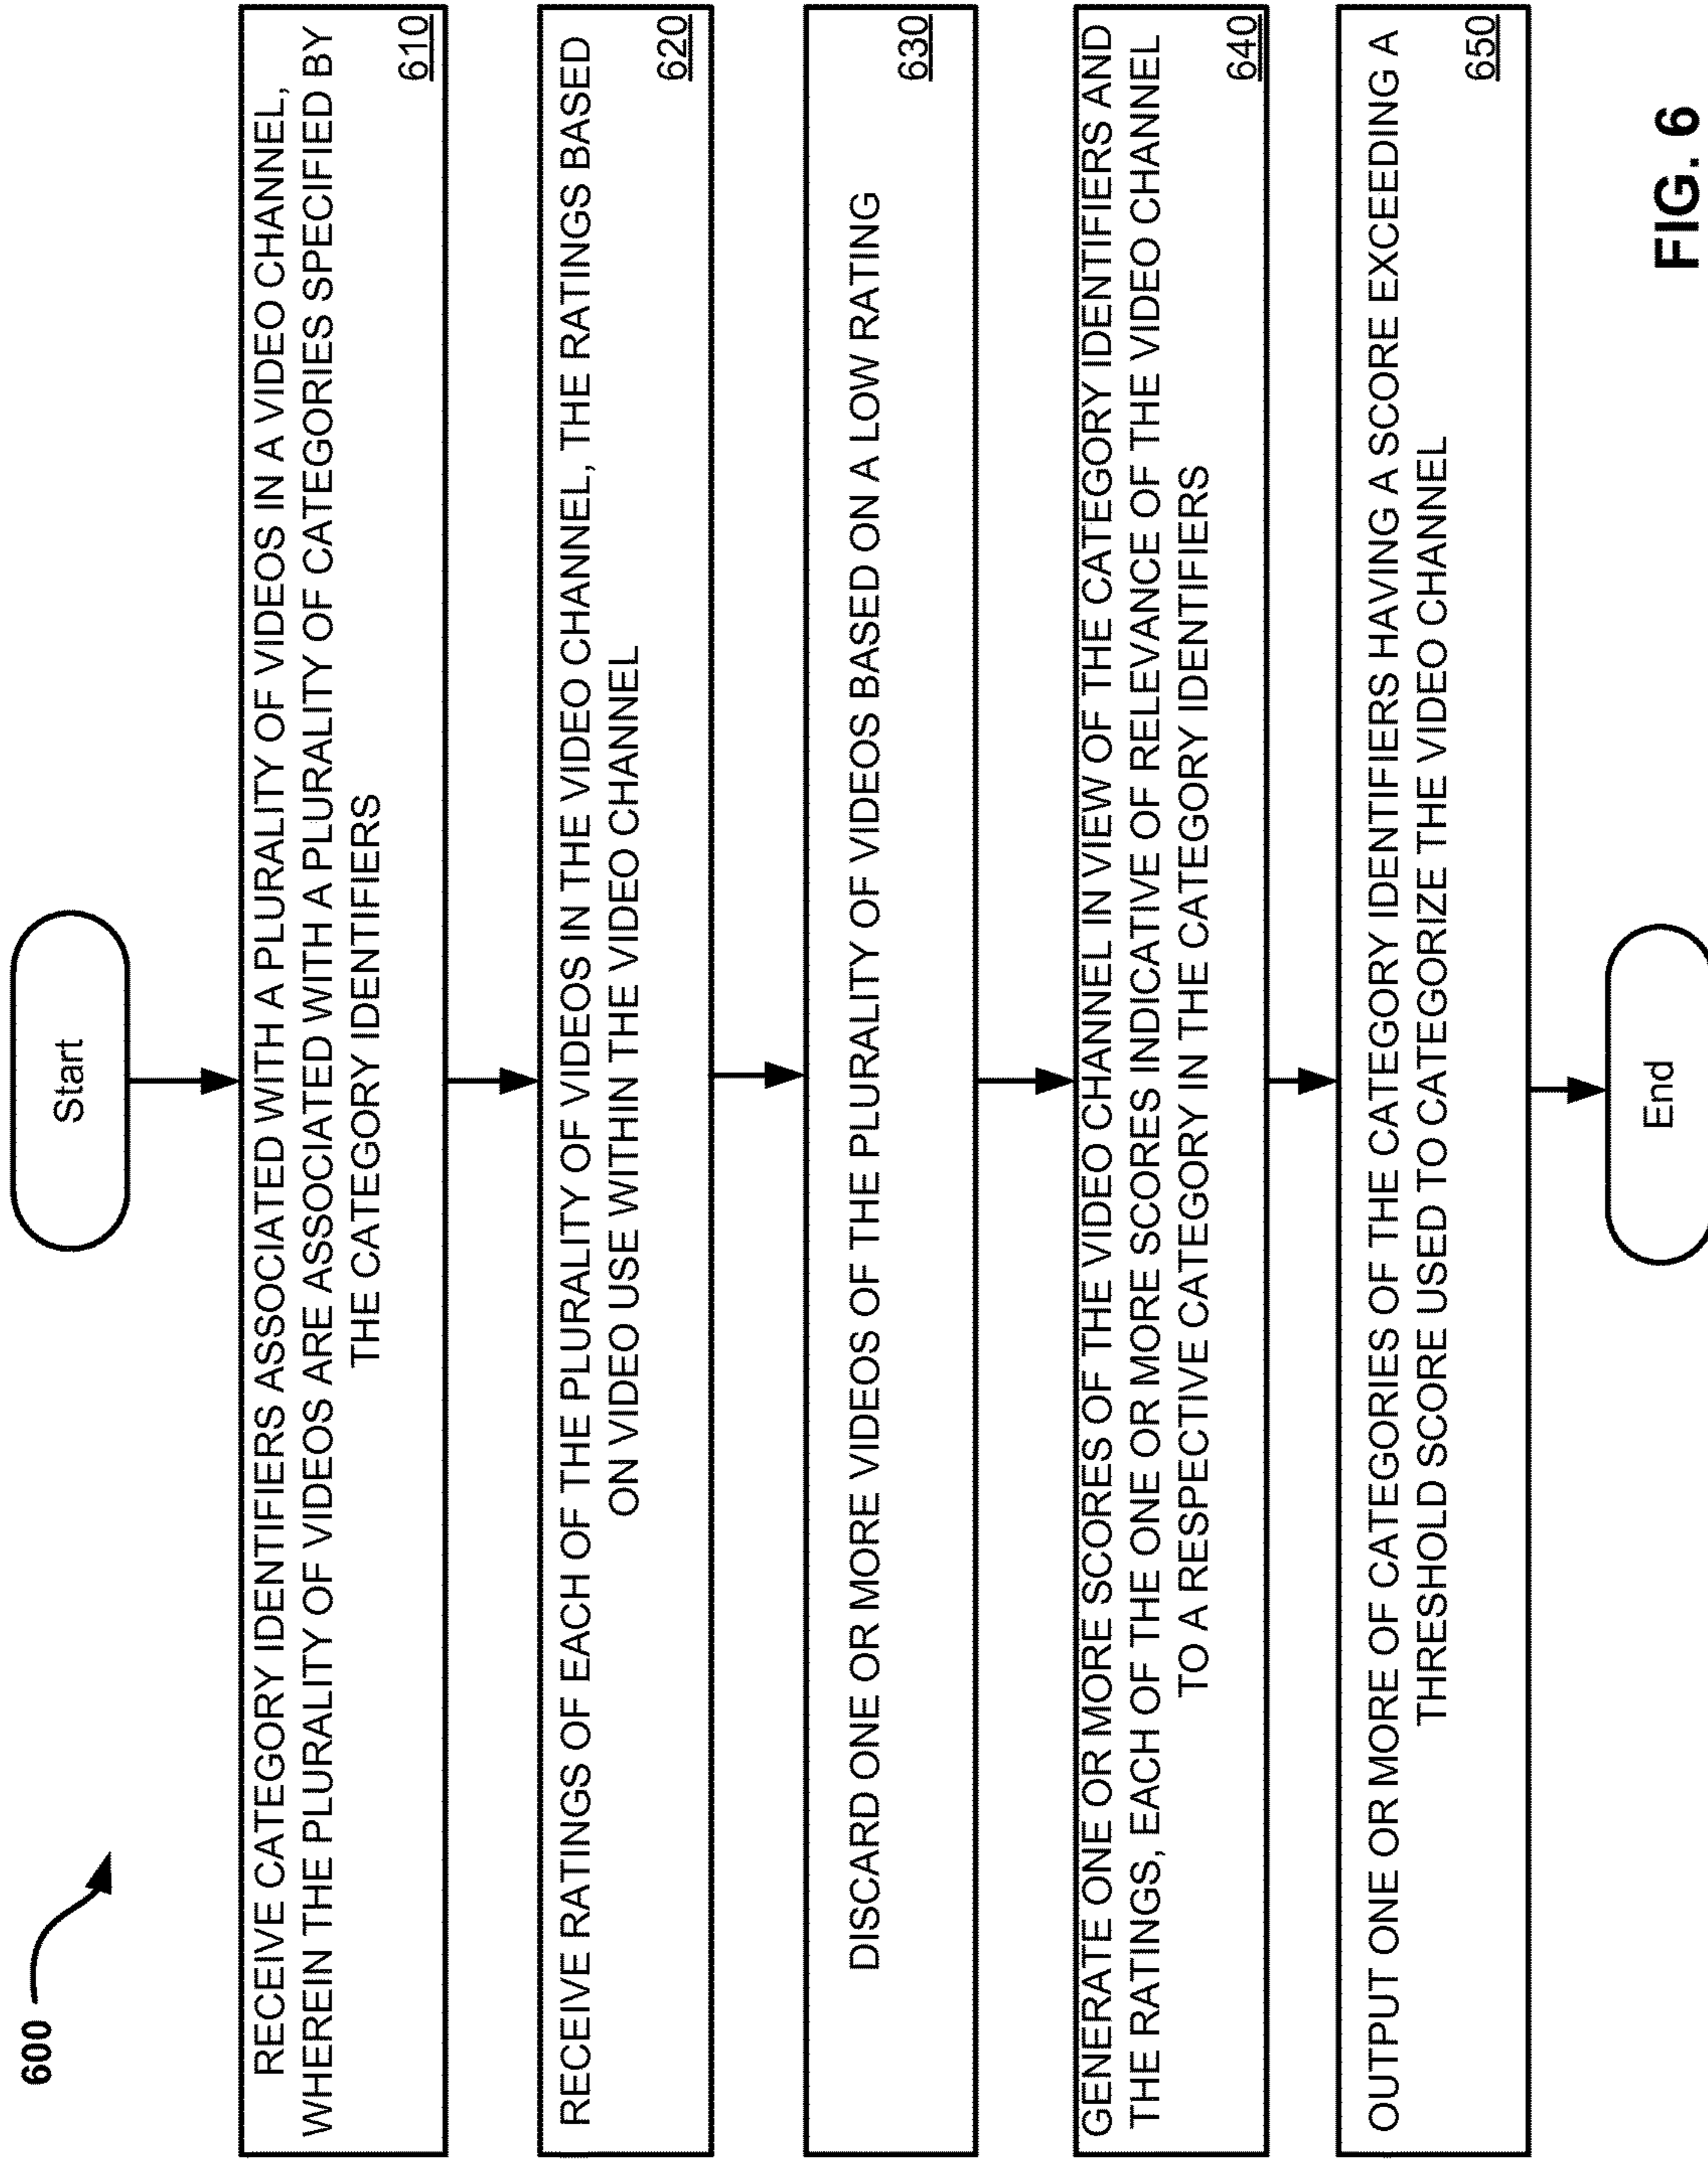 600
Start
RECEIVE CATEGORY IDENTIFIERS ASSOCIATED WITH A PLURALITY OF VIDEOS IN A VIDEO CHANNEL,
WHEREIN THE PLURALITY OF VIDEOS ARE ASSOCIATED WITH A PLURALITY OF CATEGORIES SPECIFIED BY
THE CATEGORY IDENTIFIERS
610
RECEIVE RATINGS OF EACH OF THE PLURALITY OF VIDEOS IN THE VIDEO CHANNEL, THE RATINGS BASED
ON VIDEO USE WITHIN THE VIDEO CHANNEL
620
DISCARD ONE OR MORE VIDEOS OF THE PLURALITY OF VIDEOS BASED ON A LOW RATING
630
GENERATE ONE OR MORE SCORES OF THE VIDEO CHANNEL IN VIEW OF THE CATEGORY IDENTIFIERS AND
THE RATINGS, EACH OF THE ONE OR MORE SCORES INDICATIVE OF RELEVANCE OF THE VIDEO CHANNEL
TO A RESPECTIVE CATEGORY IN THE CATEGORY IDENTIFIERS
640
OUTPUT ONE OR MORE OF CATEGORIES OF THE CATEGORY IDENTIFIERS HAVING A SCORE EXCEEDING A
THRESHOLD SCORE USED TO CATEGORIZE THE VIDEO CHANNEL
650
End
FIG. 6